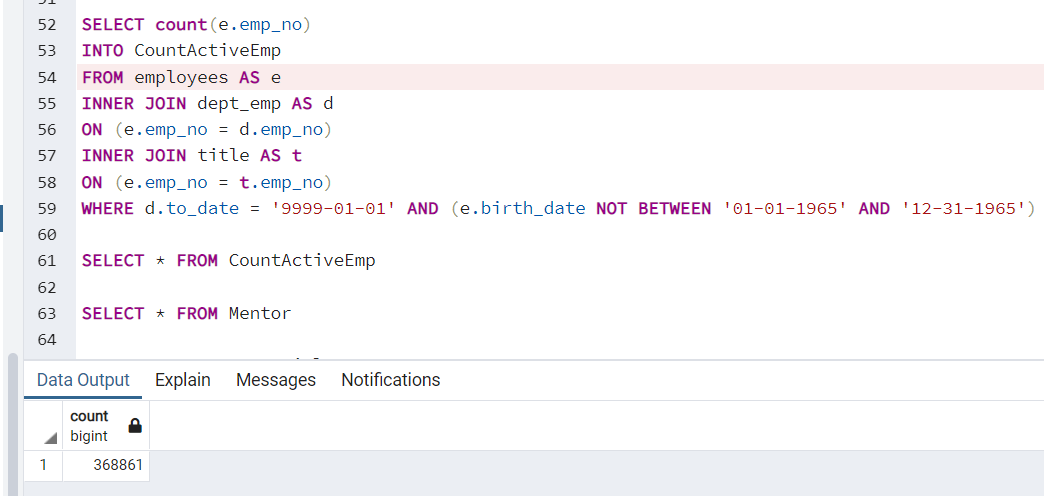 52 SELECT count(e.emp_no)
53 INTO CountActiveEmp
54 FROM employees AS e
55 INNER JOIN dept_emp AS d
56 ON (e.emp_no = d.emp_no)
57 INNER JOIN title AS t
58 ON (e.emp_no = t.emp_no)
59 WHERE d.to_date = '9999-01-01' AND (e.birth_date NOT BETWEEN '01-01-1965' AND '12-31-1965')
60
61 SELECT * FROM CountActiveEmp
62
63 SELECT * FROM Mentor
64
Data Output Explain Messages Notifications
count
bigint
1 368861